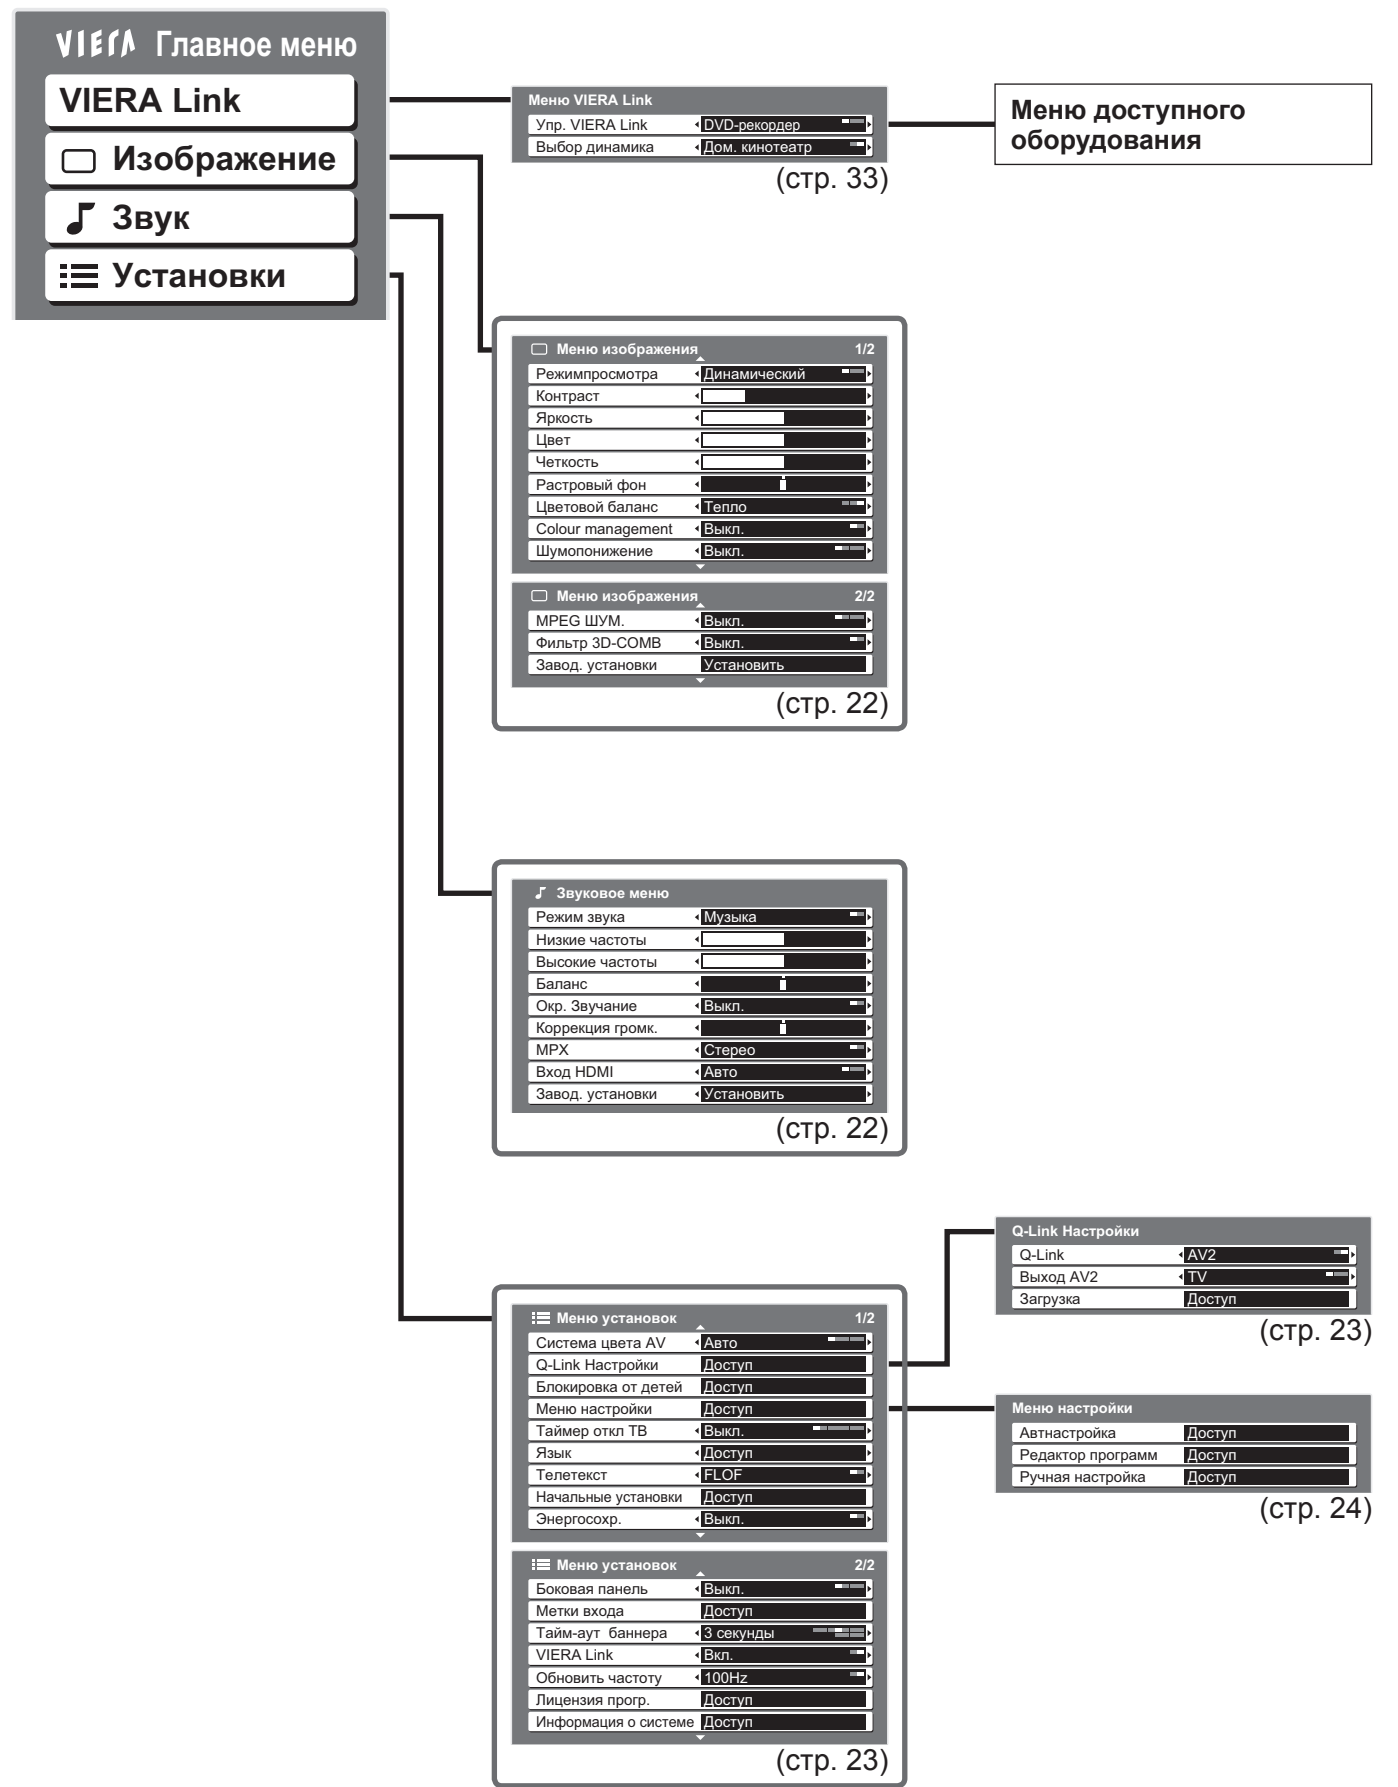 VIERA Главное меню
VIERA Link
Изображение
Звук
Установки
Меню VIERA Link
Упр. VIERA Link DVD-рекордер
Выбор динамика Дом. кинотеатр
(стр. 33)
Меню доступного
оборудования
Меню изображения 1/2
Режимпросмотра Динамический
Контраст
Яркость
Цвет
Четкость
Растровый фон
Цветовой баланс Тепло
Colour management Выкл.
Шумопонижение Выкл.
Меню изображения 2/2
MPEG ШУМ. Выкл.
Фильтр 3D-COMB Выкл.
Завод. установки Установить
(стр. 22)
Звуковое меню
Режим звука Музыка
Низкие частоты
Высокие частоты
Баланс
Окр. Звучание Выкл.
Коррекция громк.
MPX Стерео
Вход HDMI Авто
Завод. установки Установить
(стр. 22)
Меню установок 1/2
Система цвета AV Авто
Q-Link Настройки Доступ
Блокировка от детей Доступ
Меню настройки Доступ
Таймер откл ТВ Выкл.
Язык Доступ
Телетекст FLOF
Начальные установки Доступ
Энергосохр. Выкл.
Меню установок 2/2
Боковая панель Выкл.
Метки входа Доступ
Тайм-аут баннера 3 секунды
VIERA Link Вкл.
Обновить частоту 100Hz
Лицензия прогр. Доступ
Информация о системе Доступ
(стр. 23)
Q-Link Настройки
Q-Link AV2
Выход AV2 TV
Загрузка Доступ
(стр. 23)
Меню настройки
Автнастройка Доступ
Редактор программ Доступ
Ручная настройка Доступ
(стр. 24)